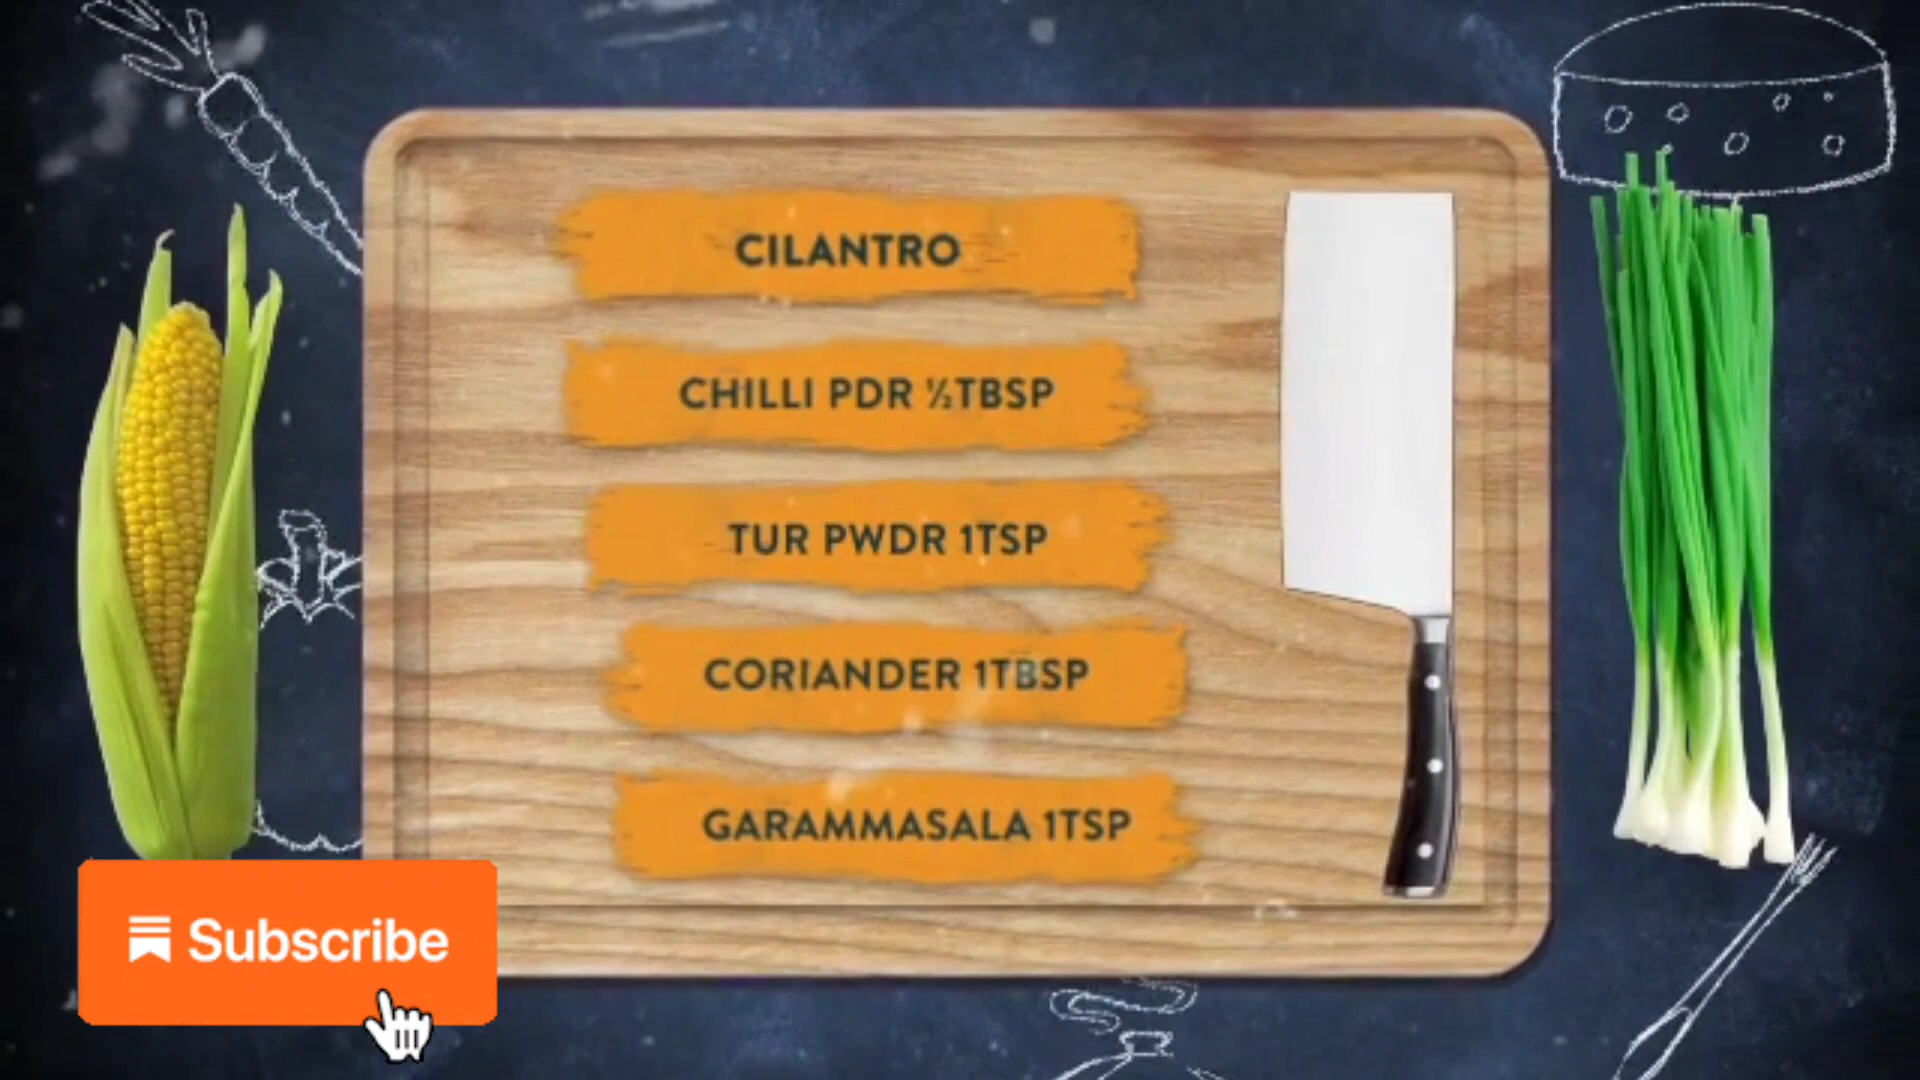 CILANTRO
CHILLI PDR ½TBSP
TUR PWDR 1TSP
CORIANDER 1TBSP
GARAMMASALA 1TSP
Subscribe